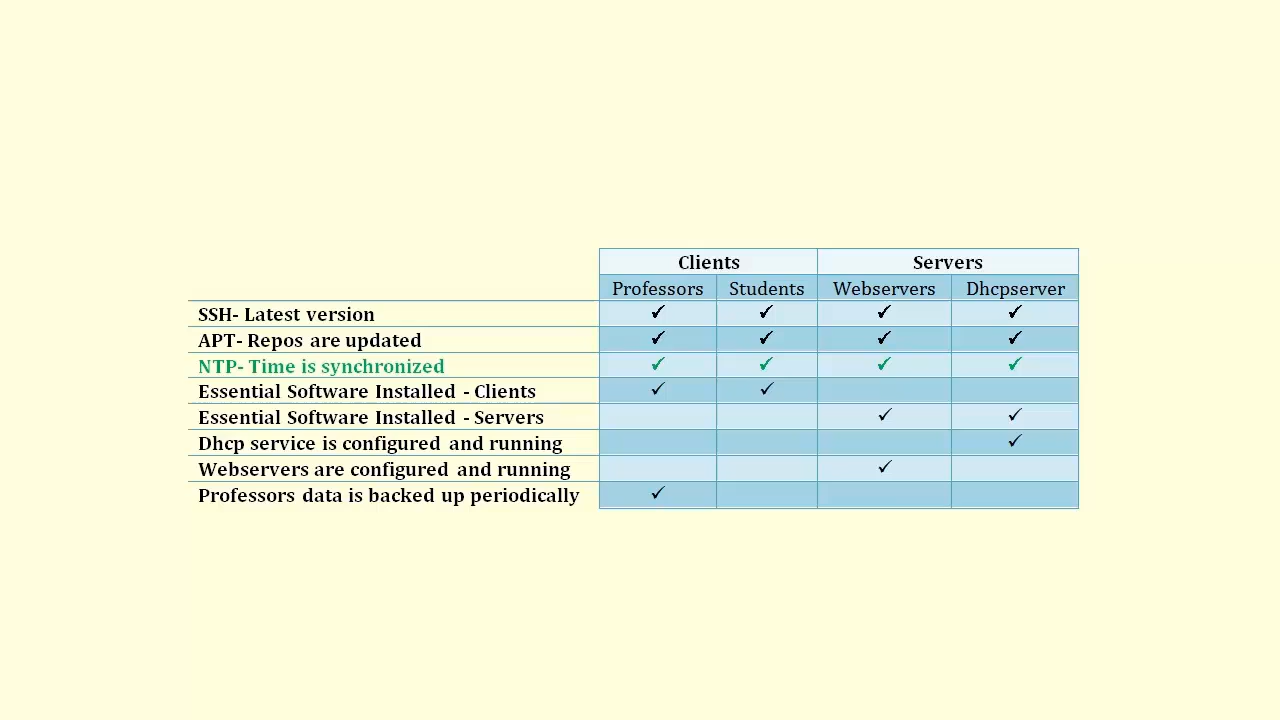 Clients Servers
Professors Students Webservers Dhcpserver
SSH- Latest version ✓ ✓ ✓ ✓
APT- Repos are updated ✓ ✓ ✓ ✓
NTP- Time is synchronized ✓ ✓ ✓ ✓
Essential Software Installed - Clients ✓ ✓
Essential Software Installed - Servers ✓ ✓
Dhcp service is configured and running ✓
Webservers are configured and running ✓
Professors data is backed up periodically ✓